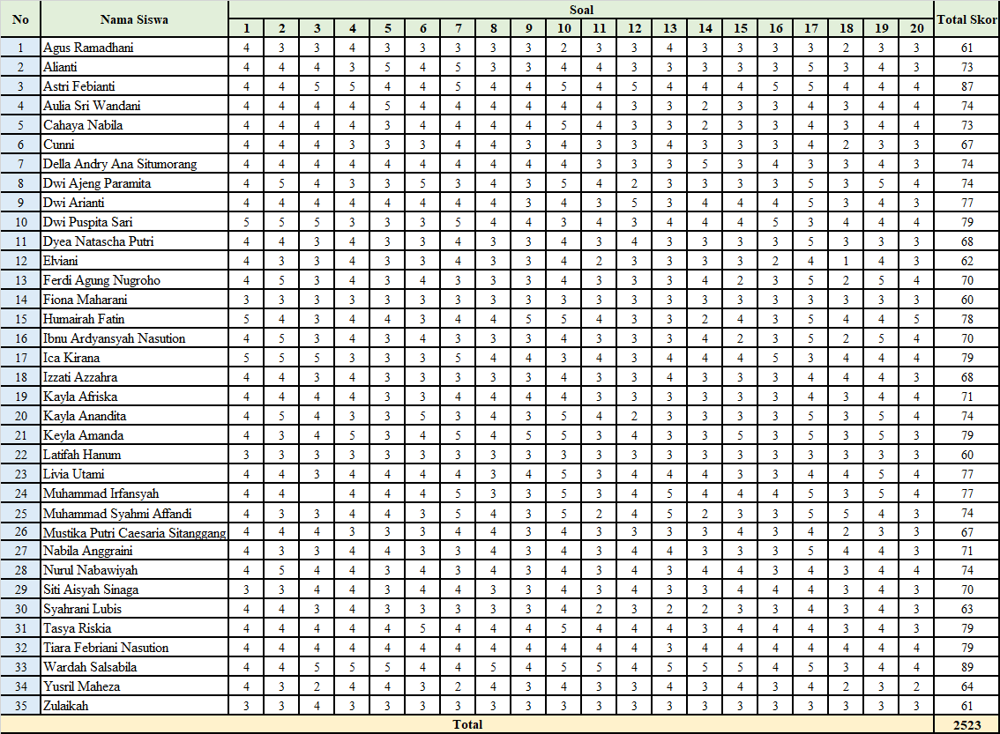 No Nama Siswa Soal Total Skor
1 2 3 4 5 6 7 8 9 10 11 12 13 14 15 16 17 18 19 20
1 Agus Ramadhani 4 3 3 4 3 3 3 3 3 2 3 3 4 3 3 3 3 2 3 3 61
2 Alianti 4 4 4 3 5 4 5 3 3 4 4 3 3 3 3 3 5 3 4 3 73
3 Astri Febianti 4 4 5 5 4 4 5 4 4 5 4 5 4 4 4 5 5 4 4 4 87
4 Aulia Sri Wandani 4 4 4 4 5 4 4 4 4 4 4 3 3 2 3 3 4 3 4 4 74
5 Cahaya Nabila 4 4 4 4 3 4 4 4 4 5 4 3 3 2 3 3 4 3 4 4 73
6 Cunni 4 4 4 3 3 3 4 4 3 4 3 3 4 3 3 3 4 2 3 3 67
7 Della Andry Ana Situmorang 4 4 4 4 4 4 4 4 4 4 3 3 3 5 3 4 3 3 4 3 74
8 Dwi Ajeng Paramita 4 5 4 3 3 5 3 4 3 5 4 2 3 3 3 3 5 3 5 4 74
9 Dwi Arianti 4 4 4 4 4 4 4 4 3 4 3 5 3 4 4 4 5 3 4 3 77
10 Dwi Puspita Sari 5 5 5 3 3 3 5 4 4 3 4 3 4 4 4 5 3 4 4 4 79
11 Dyea Natascha Putri 4 4 3 4 3 3 4 3 3 4 3 4 3 3 3 3 5 3 3 3 68
12 Elviani 4 3 3 4 3 3 4 3 3 4 2 3 3 3 3 2 4 1 4 3 62
13 Ferdi Agung Nugroho 4 5 3 4 3 4 3 3 3 4 3 3 3 4 2 3 5 2 5 4 70
14 Fiona Maharani 3 3 3 3 3 3 3 3 3 3 3 3 3 3 3 3 3 3 3 3 60
15 Humairah Fatin 5 4 3 4 4 3 4 4 5 5 4 3 3 2 4 3 5 4 4 5 78
16 Ibnu Ardyansyah Nasution 4 5 3 4 3 4 3 3 3 4 3 3 3 4 2 3 5 2 5 4 70
17 Ica Kirana 5 5 5 3 3 3 5 4 4 3 4 3 4 4 4 5 3 4 4 4 79
18 Izzati Azzahra 4 4 3 4 3 3 3 3 3 4 3 3 4 3 3 3 4 4 4 3 68
19 Kayla Afriska 4 4 4 4 3 3 4 4 4 4 3 3 3 3 3 3 4 3 4 4 71
20 Kayla Anandita 4 5 4 3 3 5 3 4 3 5 4 2 3 3 3 3 5 3 5 4 74
21 Keyla Amanda 4 3 4 5 3 4 5 4 5 5 3 4 3 3 5 3 5 3 5 3 79
22 Latifah Hanum 3 3 3 3 3 3 3 3 3 3 3 3 3 3 3 3 3 3 3 3 60
23 Livia Utami 4 4 3 4 4 4 4 3 4 5 3 4 4 4 3 3 4 4 5 4 77
24 Muhammad Irfansyah 4 4 4 4 4 5 3 3 5 3 4 5 4 4 4 5 3 5 4 77
25 Muhammad Syahmi Affandi 4 3 3 4 4 3 5 4 3 5 2 4 5 2 3 3 5 5 4 3 74
26 Mustika Putri Caesaria Sitanggang 4 4 4 3 3 3 4 4 3 4 3 3 3 3 4 3 4 2 3 3 67
27 Nabila Anggraini 4 3 3 4 4 3 3 4 3 4 3 4 4 3 3 3 5 4 4 3 71
28 Nurul Nabawiyah 4 5 4 4 3 4 3 4 3 4 3 4 3 4 4 3 4 3 4 4 74
29 Siti Aisyah Sinaga 3 3 4 4 3 4 4 3 3 4 3 4 3 3 4 4 4 3 4 3 70
30 Syahrani Lubis 4 4 3 4 3 3 3 3 3 4 2 3 2 2 3 3 4 3 4 3 63
31 Tasya Riskia 4 4 4 4 4 5 4 4 4 5 4 4 4 3 4 4 4 3 4 3 79
32 Tiara Febriani Nasution 4 4 4 4 4 4 4 4 4 4 4 4 3 4 4 4 4 4 4 4 79
33 Wardah Salsabila 4 4 5 5 5 4 4 5 4 5 5 4 5 5 5 4 5 3 4 4 89
34 Yusril Maheza 4 3 2 4 4 3 2 4 3 4 3 3 4 3 4 3 4 2 3 2 64
35 Zulaikah 3 3 4 3 3 3 3 3 3 3 3 3 3 3 3 3 3 3 3 3 61
Total 2523